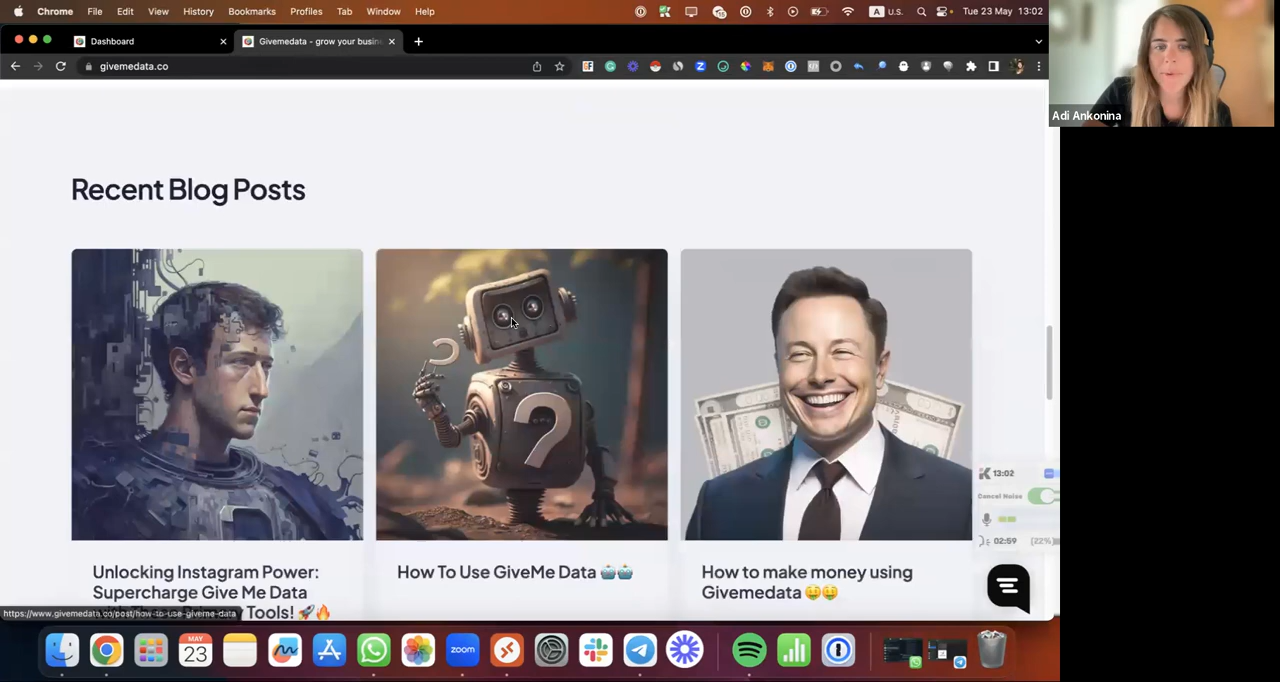 Chrome File Edit View History Bookmarks Profiles Tab Window Help A U.S. Tue 23 May 13:02
Dashboard
Givemedata - grow your busin
givemedata.co
Adi Ankonina
Recent Blog Posts
?
?
13:02
Cancel Noise
02:59 (22%)
Unlocking Instagram Power:
Supercharge Give Me Data
Tools! 🚀🔥
How To Use GiveMe Data 🤖🤖
How to make money using
Givemedata 🤑🤑
https://www.givemedata.co/post/how-to-use-giveme-data
MAY
23
zoom